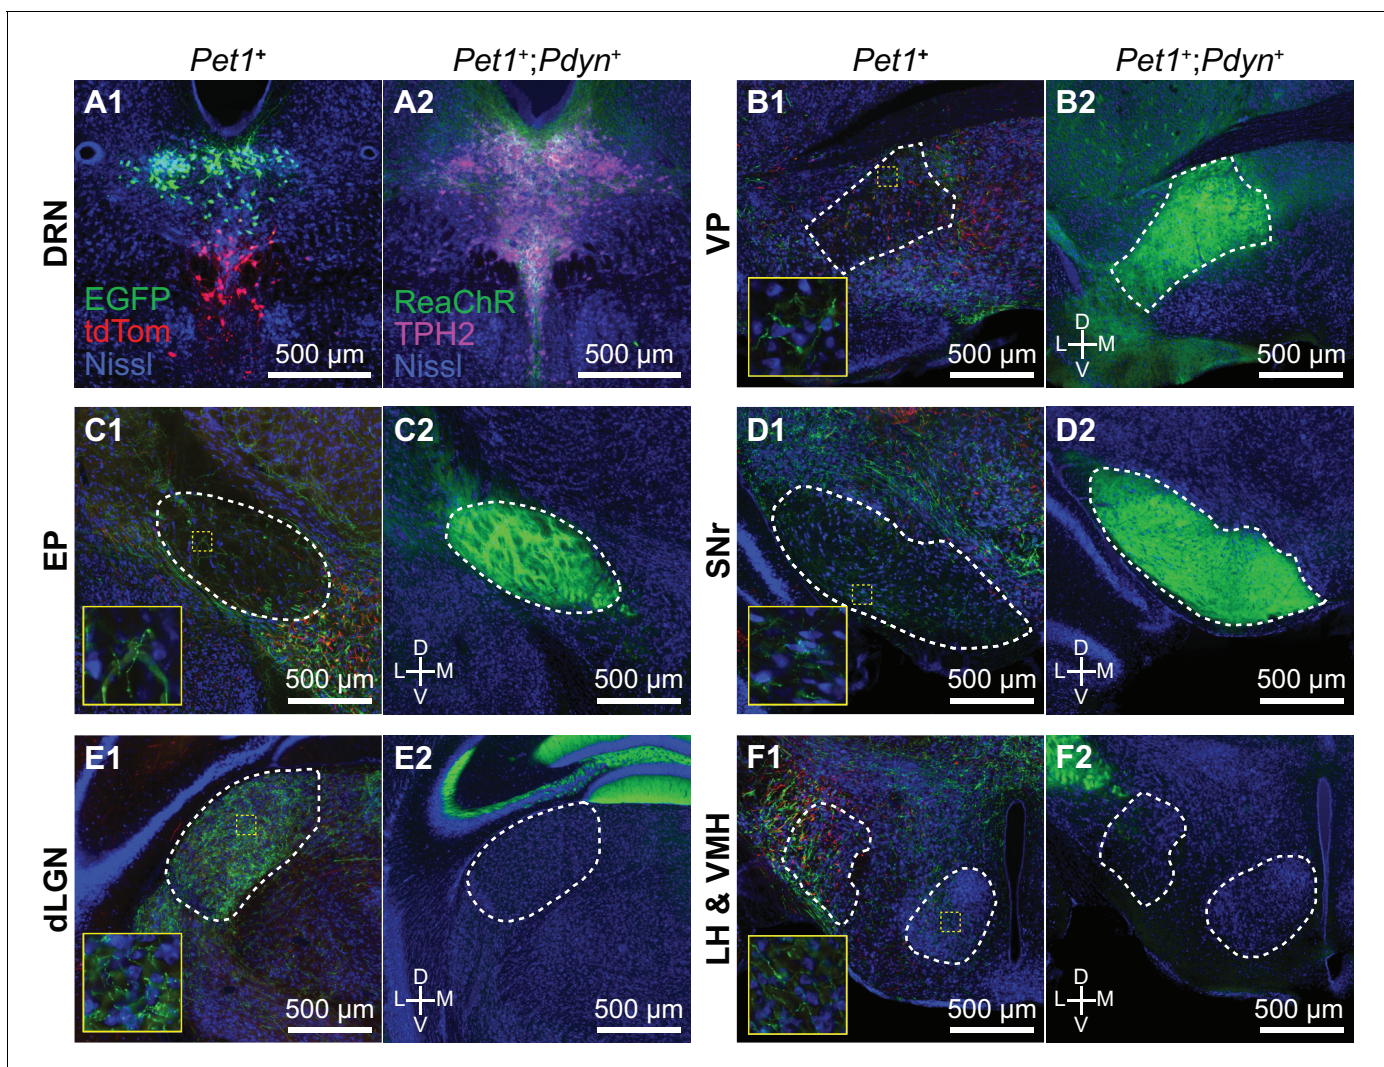 Pet1+
Pet1+;Pdyn+
Pet1+
Pet1+;Pdyn+
DRN
A1
EGFP
tdTom
Nissl
500 µm
A2
ReaChR
TPH2
Nissl
500 µm
VP
B1
500 µm
B2
D
L M
V
500 µm
EP
C1
500 µm
C2
D
L M
V
500 µm
SNr
D1
500 µm
D2
D
L M
V
500 µm
dLGN
E1
500 µm
E2
D
L M
V
500 µm
LH & VMH
F1
500 µm
F2
D
L M
V
500 µm